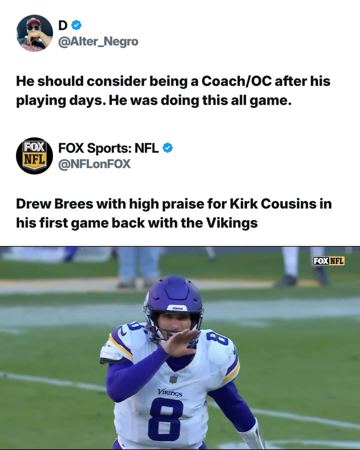 D
@Alter_Negro
He should consider being a Coach/OC after his
playing days. He was doing this all game.
FOX
NFL
FOX Sports: NFL
@NFLonFOX
Drew Brees with high praise for Kirk Cousins in
his first game back with the Vikings
FOX NFL
8
8
VIKINGS
8